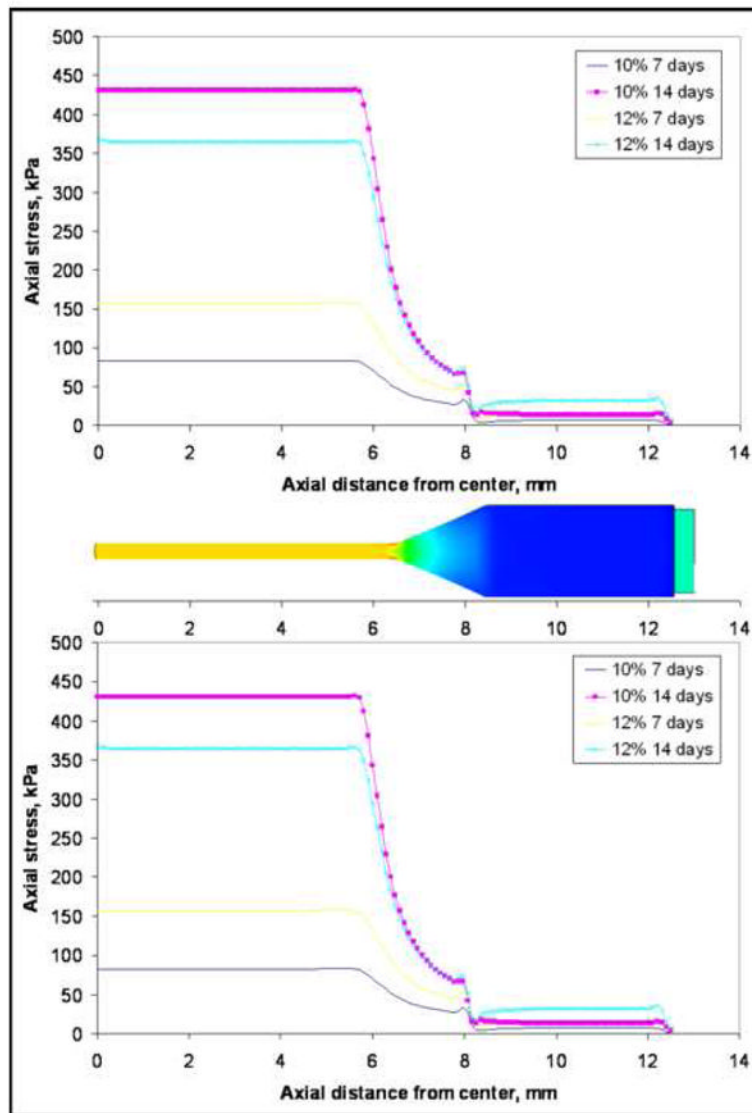 500
450
400
350
300
250
200
150
100
50
0
Axial stress, kPa
10% 7 days
10% 14 days
12% 7 days
12% 14 days
0 2 4 6 8 10 12 14
Axial distance from center, mm
0 2 4 6 8 10 12 14
500
450
400
350
300
250
200
150
100
50
0
Axial stress, kPa
10% 7 days
10% 14 days
12% 7 days
12% 14 days
0 2 4 6 8 10 12 14
Axial distance from center, mm